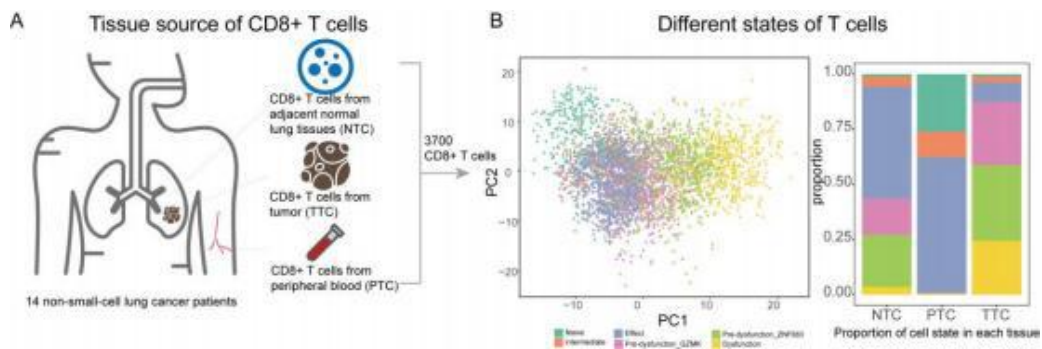 A
Tissue source of CD8+ T cells
CD8+ T cells from
adjacent normal
lung tissues (NTC)
CD8+ T cells from
tumor (TTC)
CD8+ T cells from
peripheral blood (PTC)
14 non-small-cell lung cancer patients
3700
CD8+ T cells
B
Different states of T cells
20
10
0
−10
−20
PC2
−10
0
10
20
PC1
1.00
0.75
0.50
0.25
0.00
proportion
NTC
PTC
TTC
Proportion of cell state in each tissue
Naive
Effect
Intermediate
Pre-dysfunction_GZMK
Dysfunction